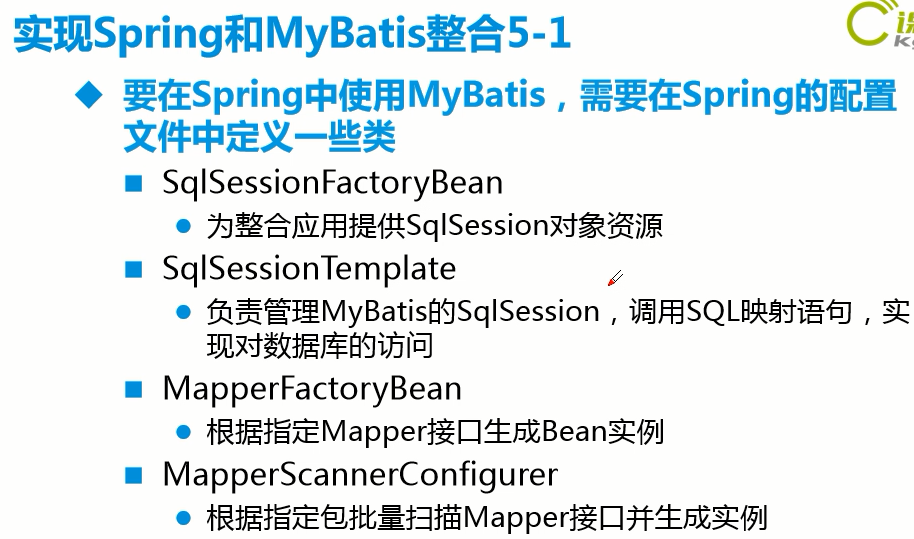 实现Spring和MyBatis整合5-1
要在Spring中使用MyBatis，需要在Spring的配置
文件中定义一些类
SqlSessionFactoryBean
为整合应用提供SqlSession对象资源
SqlSessionTemplate
负责管理MyBatis的SqlSession，调用SQL映射语句，实
现对数据库的访问
MapperFactoryBean
根据指定Mapper接口生成Bean实例
MapperScannerConfigurer
根据指定包批量扫描Mapper接口并生成实例